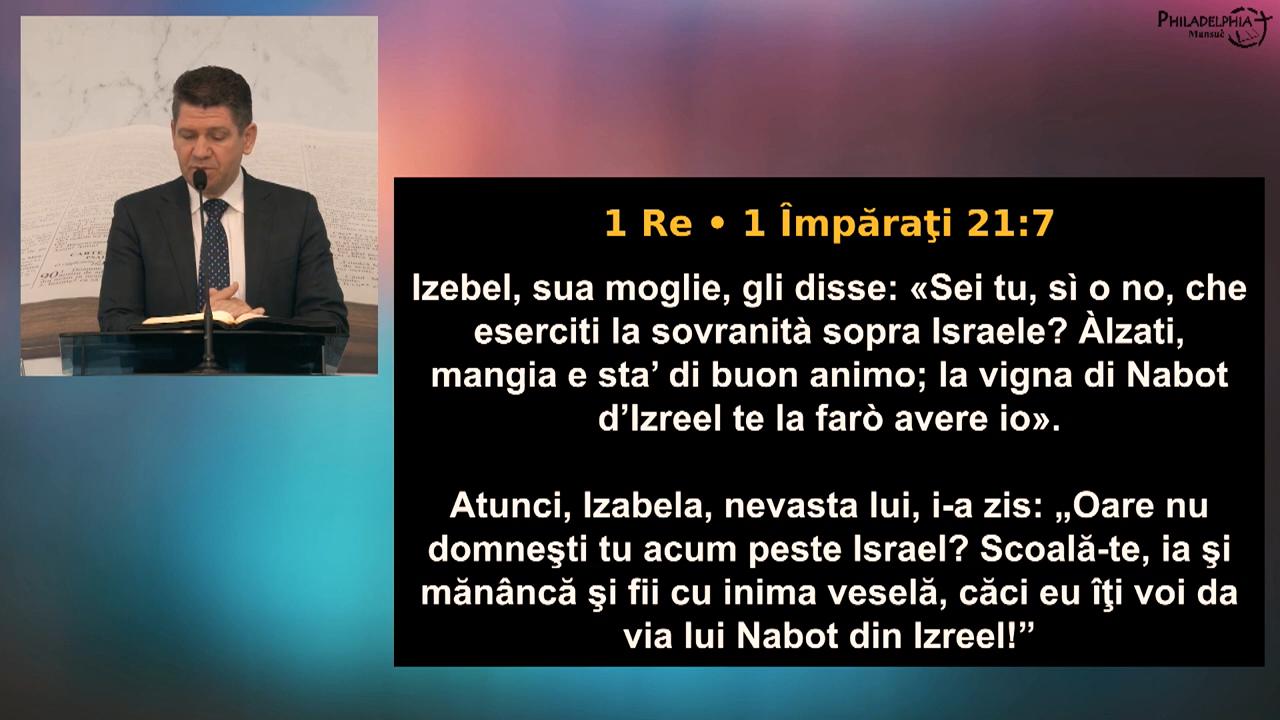 PHILADELPHIA
Mansuè
1 Re • 1 Împăraţi 21:7
Izebel, sua moglie, gli disse: «Sei tu, sì o no, che
eserciti la sovranità sopra Israele? Àlzati,
mangia e sta’ di buon animo; la vigna di Nabot
d’Izreel te la farò avere io».
Atunci, Izabela, nevasta lui, i-a zis: „Oare nu
domneşti tu acum peste Israel? Scoală-te, ia şi
mănâncă şi fii cu inima veselă, căci eu îţi voi da
via lui Nabot din Izreel!”